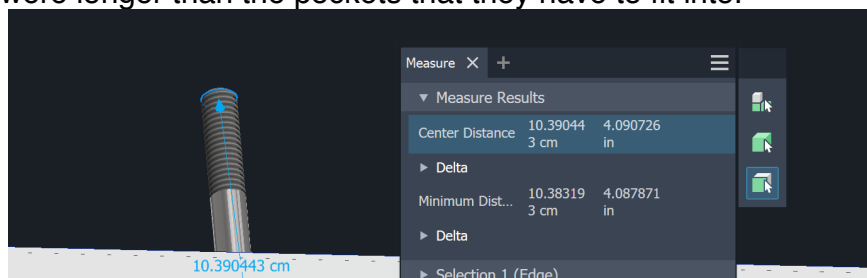 were longer than the pockets that they have to fit into.
Measure
Measure Results
Center Distance 10.39044 4.090726
3 cm in
Delta
Minimum Dist... 10.38319 4.087871
3 cm in
Delta
Selection 1 (Edge)
10.390443 cm